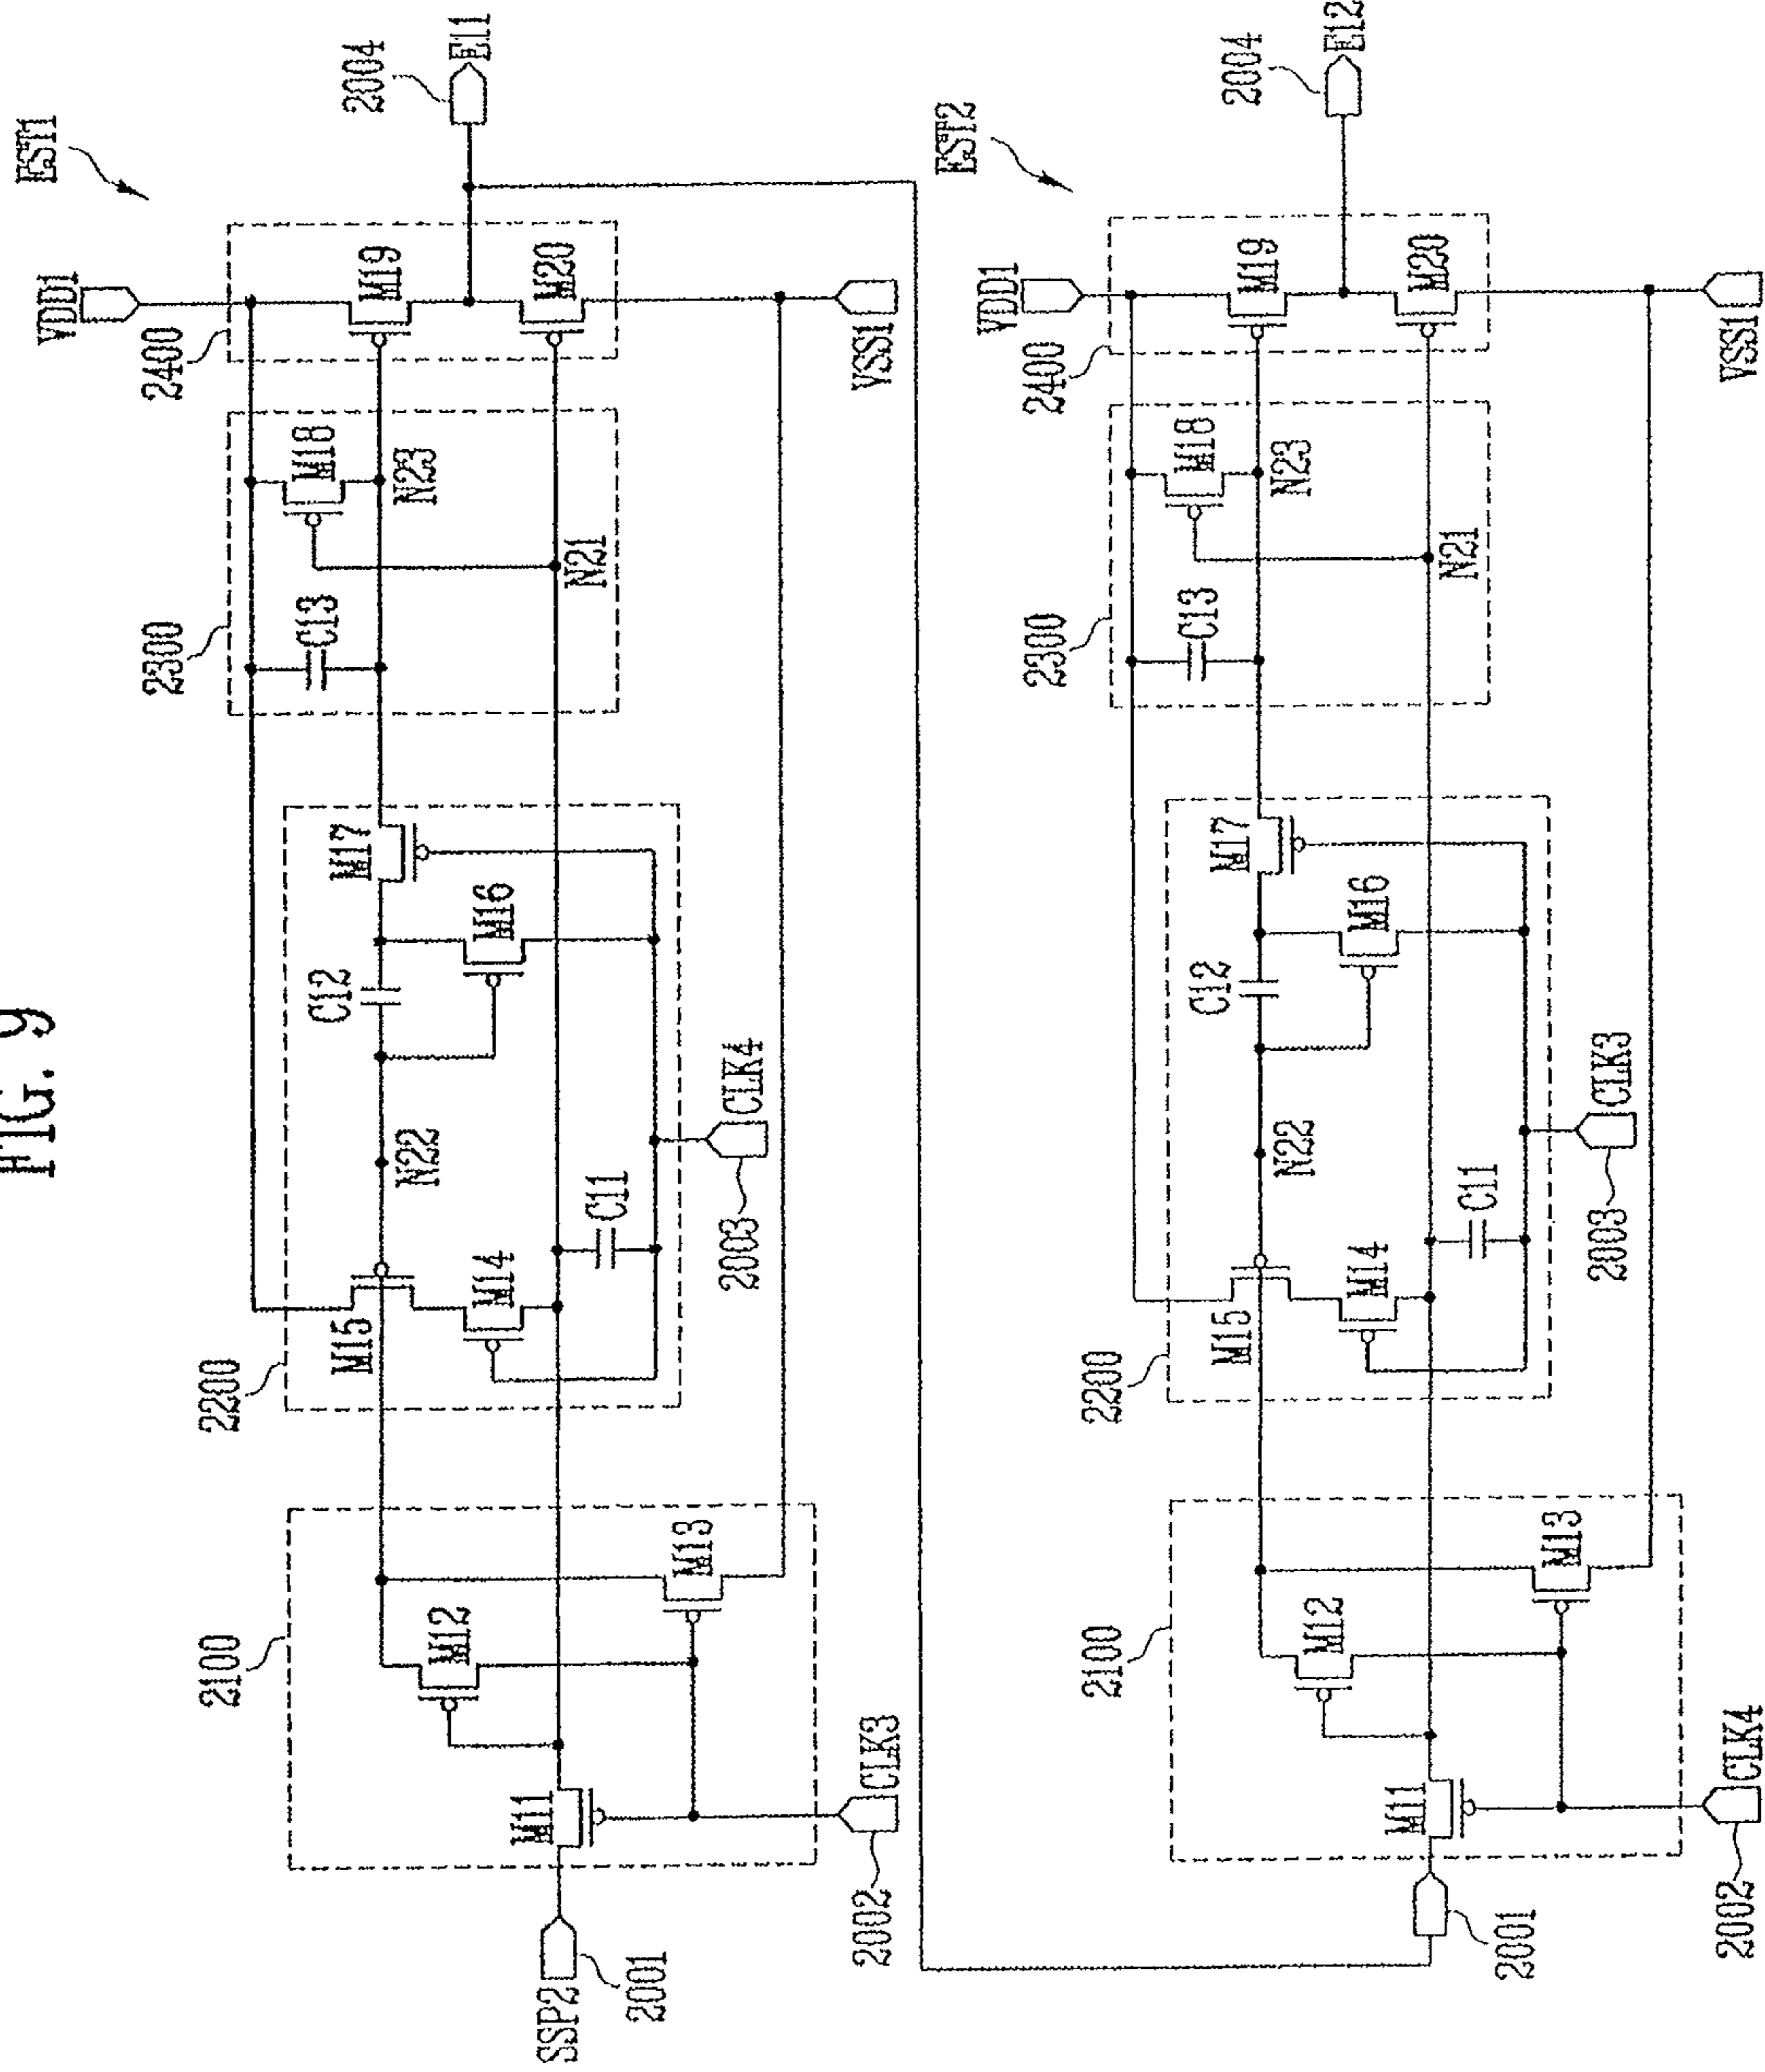 FIG. 9
EST1
VDD1
2004
E11
2400
M19
M20
VSS1
2300
M18
N23
N21
C13
2200
M17
M16
C12
N22
M15
M14
C11
CLK4
2003
2100
M13
M12
M11
CLK3
2002
SSP2
2001
EST2
VDD1
2004
E12
2400
M19
M20
VSS1
2300
M18
N23
N21
C13
2200
M17
M16
C12
N22
M15
M14
C11
CLK3
2003
2100
M13
M12
M11
CLK4
2002
2001